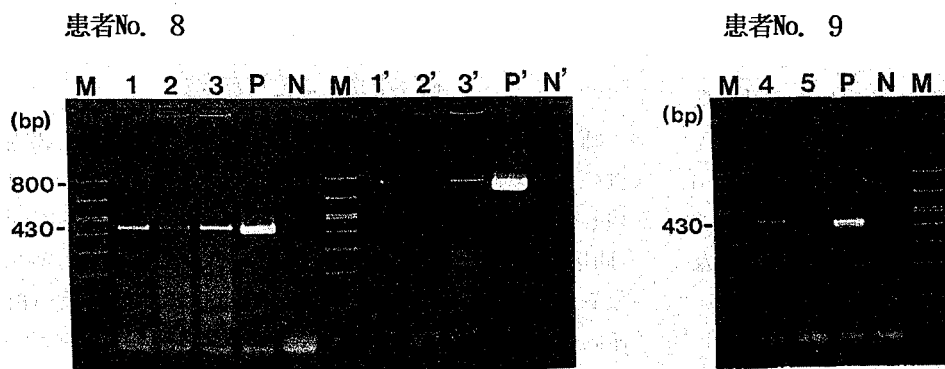 患者No. 8
M 1 2 3 P N M 1' 2' 3' P' N'
(bp)
800-
430-
患者No. 9
M 4 5 P N M
(bp)
430-